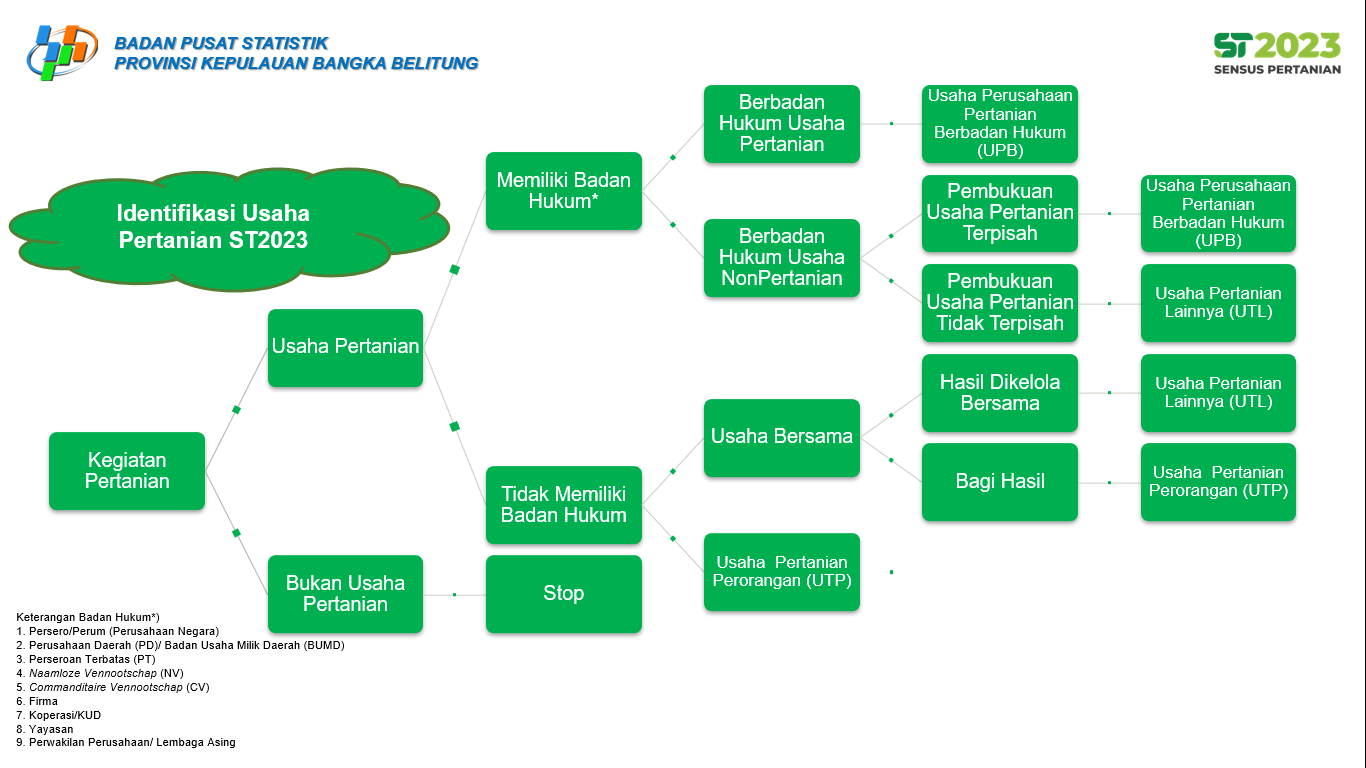 BADAN PUSAT STATISTIK
PROVINSI KEPULAUAN BANGKA BELITUNG
ST2023
SENSUS PERTANIAN
Identifikasi Usaha
Pertanian ST2023
Kegiatan
Pertanian
Usaha Pertanian
Bukan Usaha
Pertanian
Memiliki Badan
Hukum*
Tidak Memiliki
Badan Hukum
Stop
Berbadan
Hukum Usaha
Pertanian
Berbadan
Hukum Usaha
NonPertanian
Usaha Bersama
Usaha  Pertanian
Perorangan (UTP)
Usaha Perusahaan
Pertanian
Berbadan Hukum
(UPB)
Pembukuan
Usaha Pertanian
Terpisah
Pembukuan
Usaha Pertanian
Tidak Terpisah
Hasil Dikelola
Bersama
Bagi Hasil
Usaha Perusahaan
Pertanian
Berbadan Hukum
(UPB)
Usaha Pertanian
Lainnya (UTL)
Usaha Pertanian
Lainnya (UTL)
Usaha  Pertanian
Perorangan (UTP)
Keterangan Badan Hukum*)
1. Persero/Perum (Perusahaan Negara)
2. Perusahaan Daerah (PD)/ Badan Usaha Milik Daerah (BUMD)
3. Perseroan Terbatas (PT)
4. Naamloze Vennootschap (NV)
5. Commanditaire Vennootschap (CV)
6. Firma
7. Koperasi/KUD
8. Yayasan
9. Perwakilan Perusahaan/ Lembaga Asing